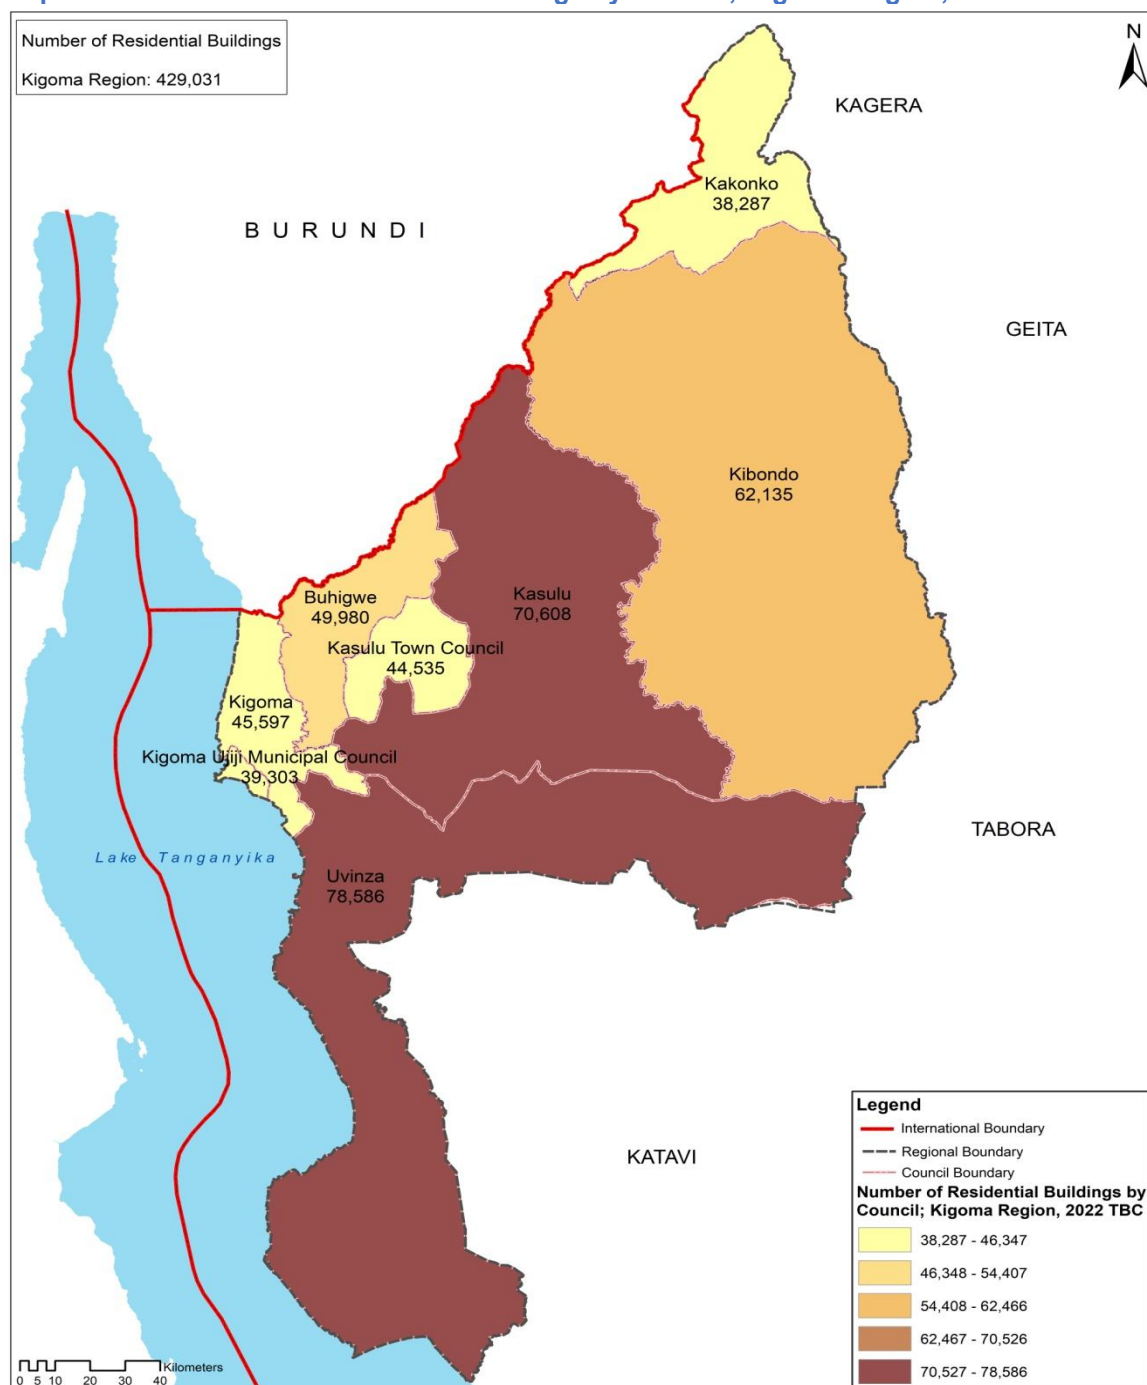 Number of Residential Buildings
Kigoma Region: 429,031
N
KAGERA
Kakonko
38,287
BURUNDI
GEITA
Kibondo
62,135
Kasulu
70,608
Buhigwe
49,980
Kasulu Town Council
44,535
Kigoma
45,597
Kigoma Ujiji Municipal Council
39,303
TABORA
Lake Tanganyika
Uvinza
78,586
KATAVI
Legend
International Boundary
Regional Boundary
Council Boundary
Number of Residential Buildings by
Council; Kigoma Region, 2022 TBC
38,287 - 46,347
46,348 - 54,407
54,408 - 62,466
62,467 - 70,526
70,527 - 78,586
Kilometers
0 5 10 20 30 40